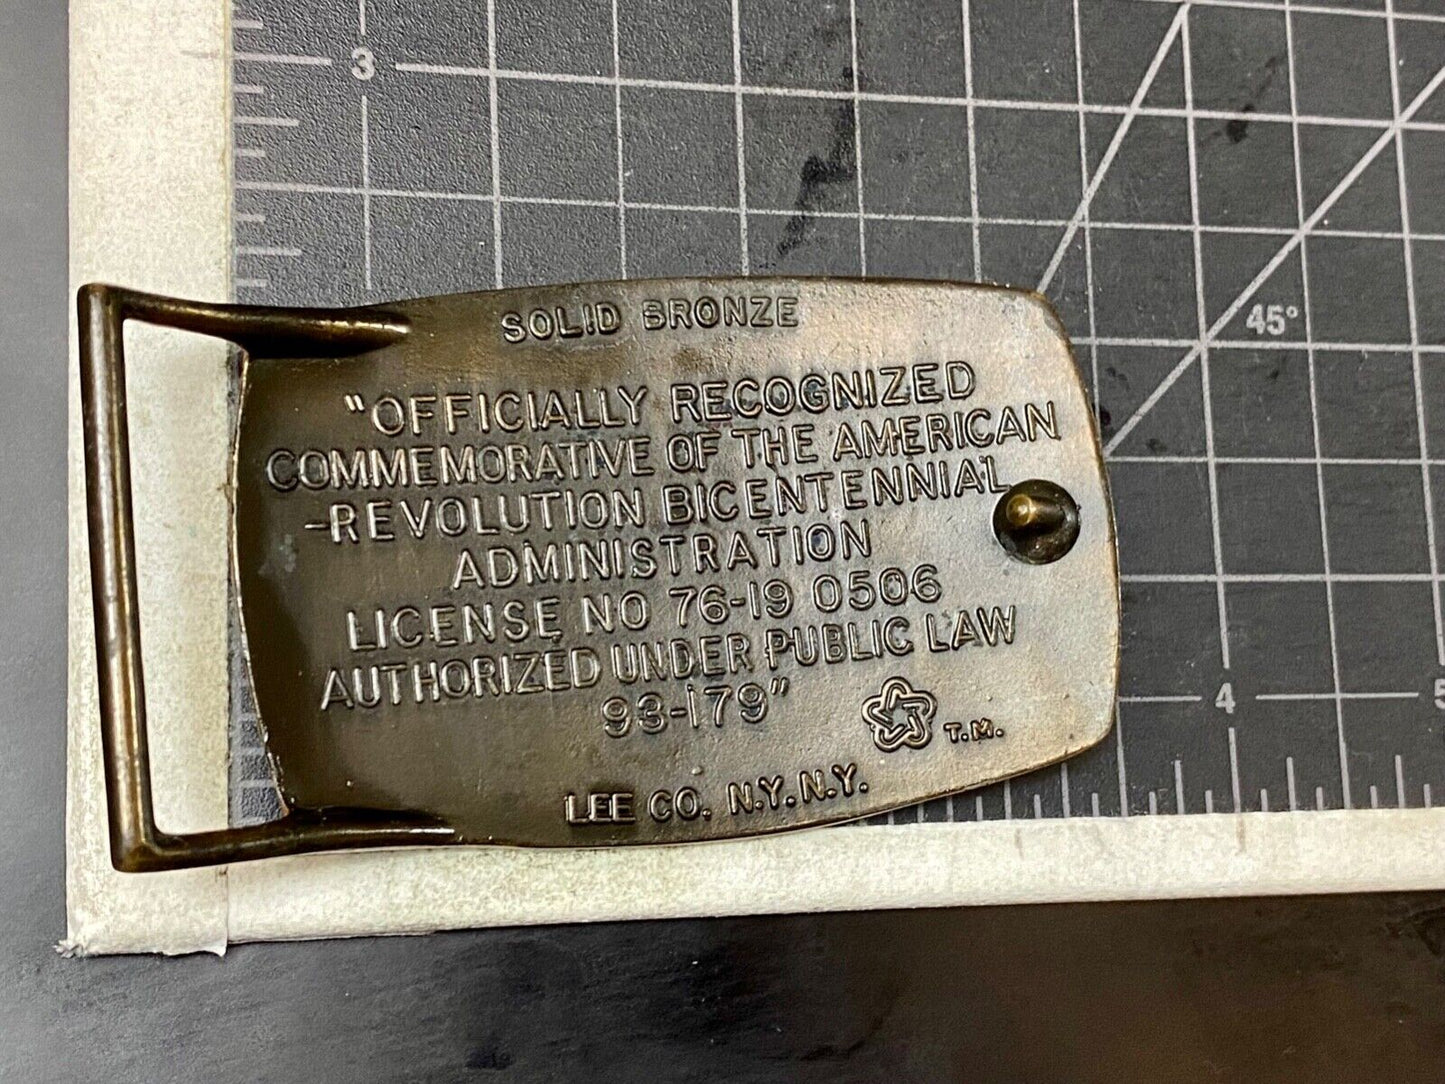 3
SOLID BRONZE
"OFFICIALLY RECOGNIZED
COMMEMORATIVE OF THE AMERICAN
-REVOLUTION BICENTENNIAL
ADMINISTRATION
LICENSE NO 76-19 0506
AUTHORIZED UNDER PUBLIC LAW
93-179"
T.M.
LEE CO. N.Y.N.Y.
45°
4
5